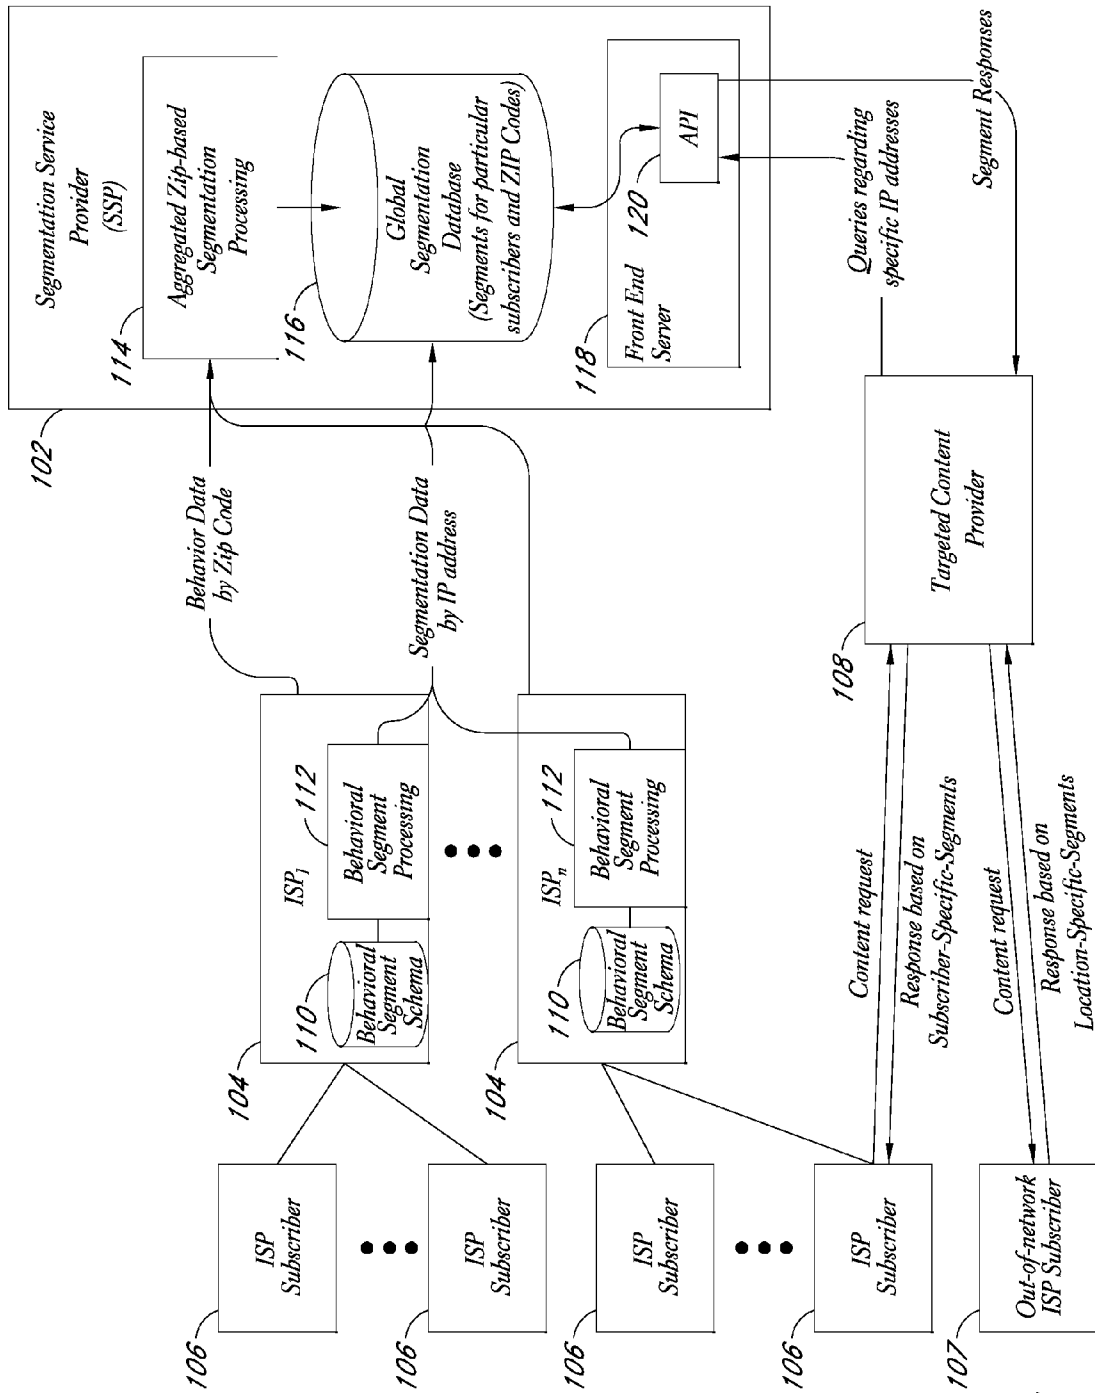 Segmentation Service
Provider
(SSP)
102
114
Aggregated Zip-based
Segmentation
Processing
116
Global
Segmentation
Database
(Segments for particular
subscribers and ZIP Codes)
118
Front End
Server
120
API
Behavior Data
by Zip Code
Segmentation Data
by IP address
Queries regarding
specific IP addresses
Segment Responses
104
ISP1
110
Behavioral
Segment
Schema
112
Behavioral
Segment
Processing
104
ISPn
110
Behavioral
Segment
Schema
112
Behavioral
Segment
Processing
108
Targeted Content
Provider
Content request
Response based on
Subscriber-Specific-Segments
Content request
Response based on
Location-Specific-Segments
106
ISP
Subscriber
106
ISP
Subscriber
106
ISP
Subscriber
106
ISP
Subscriber
107
Out-of-network
ISP Subscriber